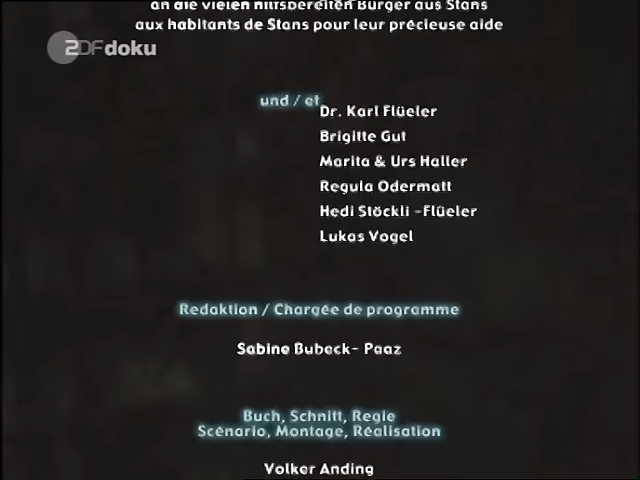 an die vielen hilfsbereiten Bürger aus Stans
aux habitants de Stans pour leur précieuse aide
ZDFdoku
und / et
Dr. Karl Flüeler
Brigitte Gut
Marita & Urs Haller
Regula Odermatt
Hedi Stöckli -Flüeler
Lukas Vogel
Redaktion / Chargée de programme
Sabine Bubeck- Paaz
Buch, Schnitt, Regie
Scénario, Montage, Réalisation
Volker Anding